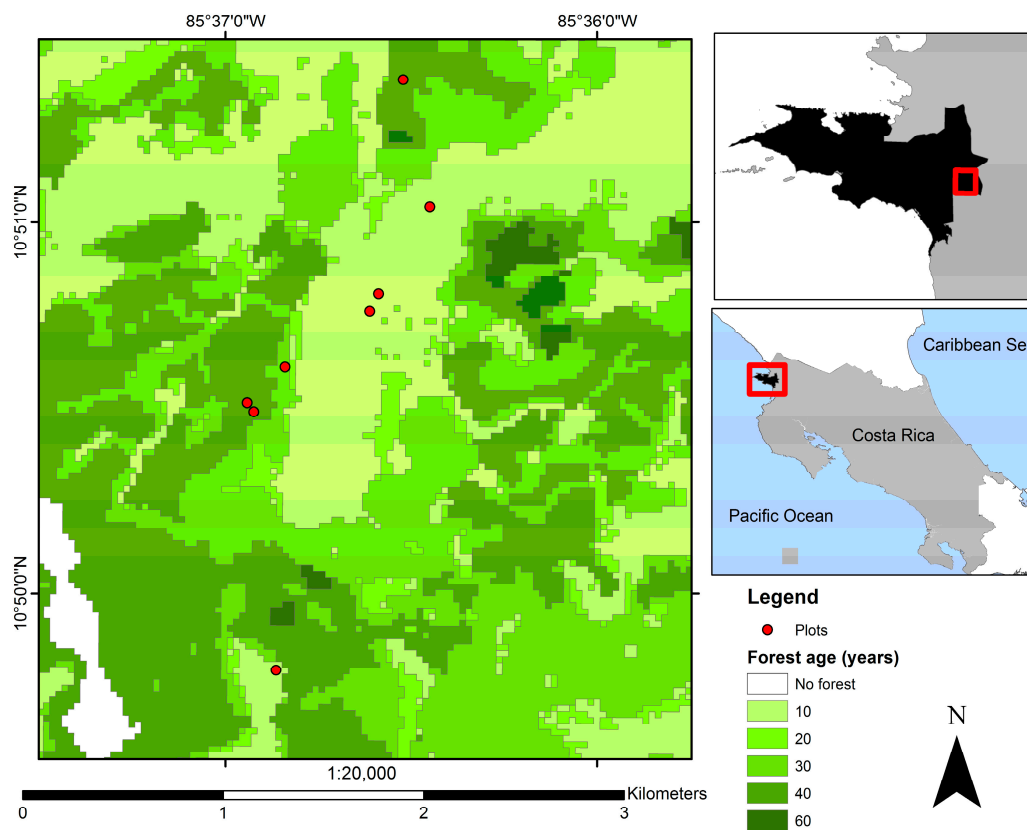 85°37'0"W
85°36'0"W
10°51'0"N
10°50'0"N
1:20,000
Kilometers
0
1
2
3
Caribbean Se
Costa Rica
Pacific Ocean
Legend
Plots
Forest age (years)
No forest
10
20
30
40
60
N